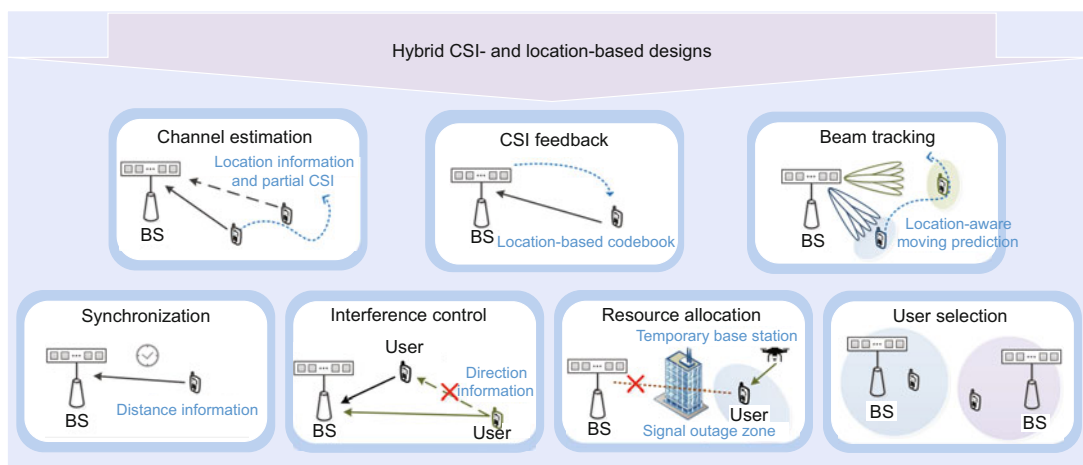 Hybrid CSI- and location-based designs
Channel estimation
Location information
and partial CSI
BS
CSI feedback
BS
Location-based codebook
Beam tracking
BS
Location-aware
moving prediction
Synchronization
BS
Distance information
Interference control
User
Direction
information
BS
User
Resource allocation
Temporary base station
BS
User
Signal outage zone
User selection
BS
BS